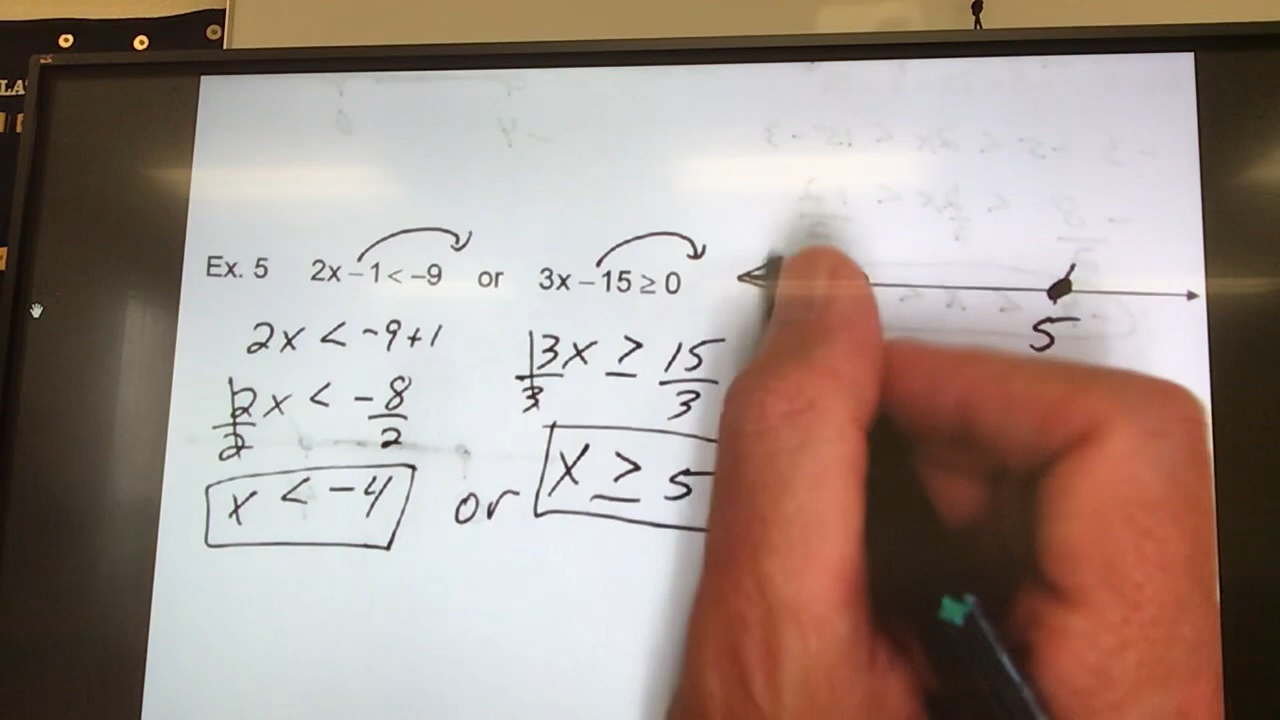 LA
Ex. 5 2x – 1 < –9 or 3x – 15 ≥ 0
2x < -9+1
3x ≥ 15
3 3
2x < -8
2 2
x < -4 or x ≥ 5
5